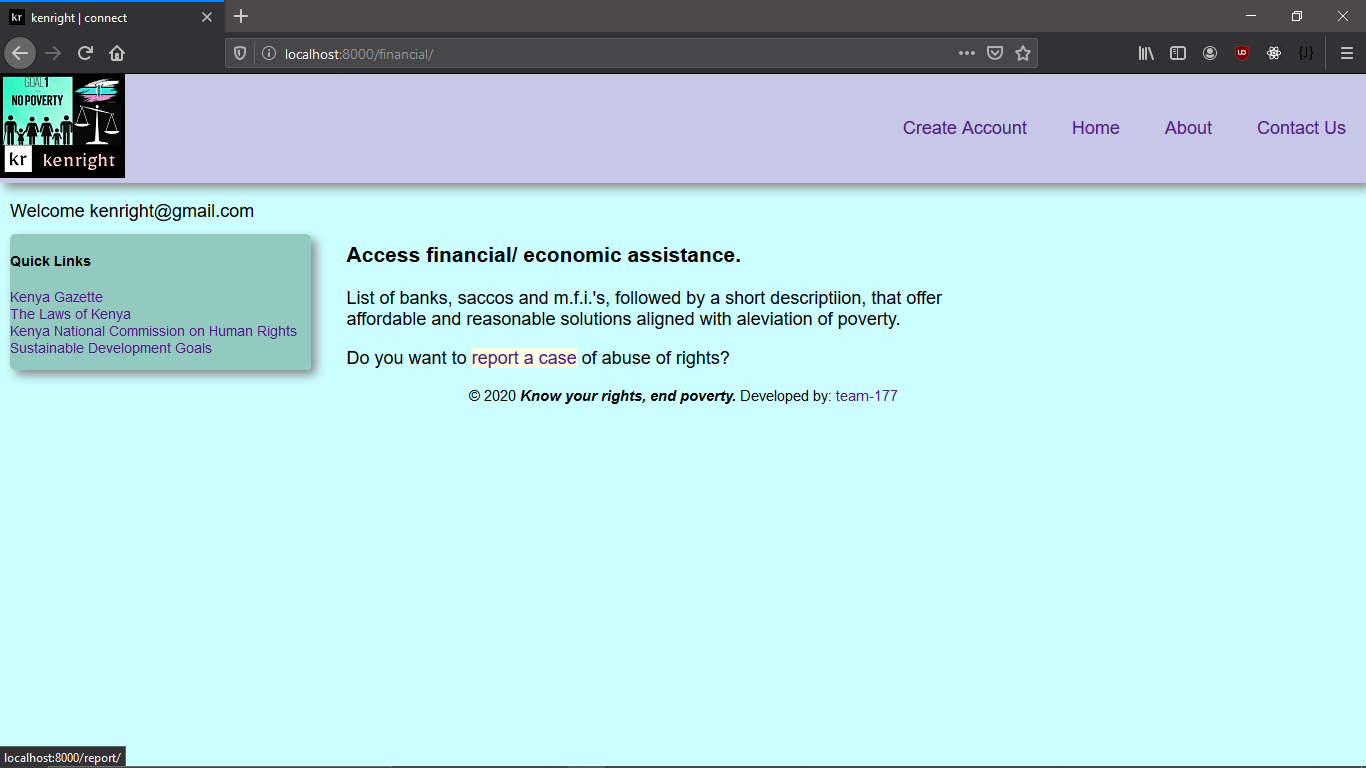 kr kenright | connect
localhost:8000/financial/
UD
{J}
GOAL 1
NO POVERTY
kr kenright
Create Account Home About Contact Us
Welcome kenright@gmail.com
Quick Links
Kenya Gazette
The Laws of Kenya
Kenya National Commission on Human Rights
Sustainable Development Goals
Access financial/ economic assistance.
List of banks, saccos and m.f.i.'s, followed by a short descriptiion, that offer
affordable and reasonable solutions aligned with aleviation of poverty.
Do you want to report a case of abuse of rights?
© 2020 Know your rights, end poverty. Developed by: team-177
localhost:8000/report/